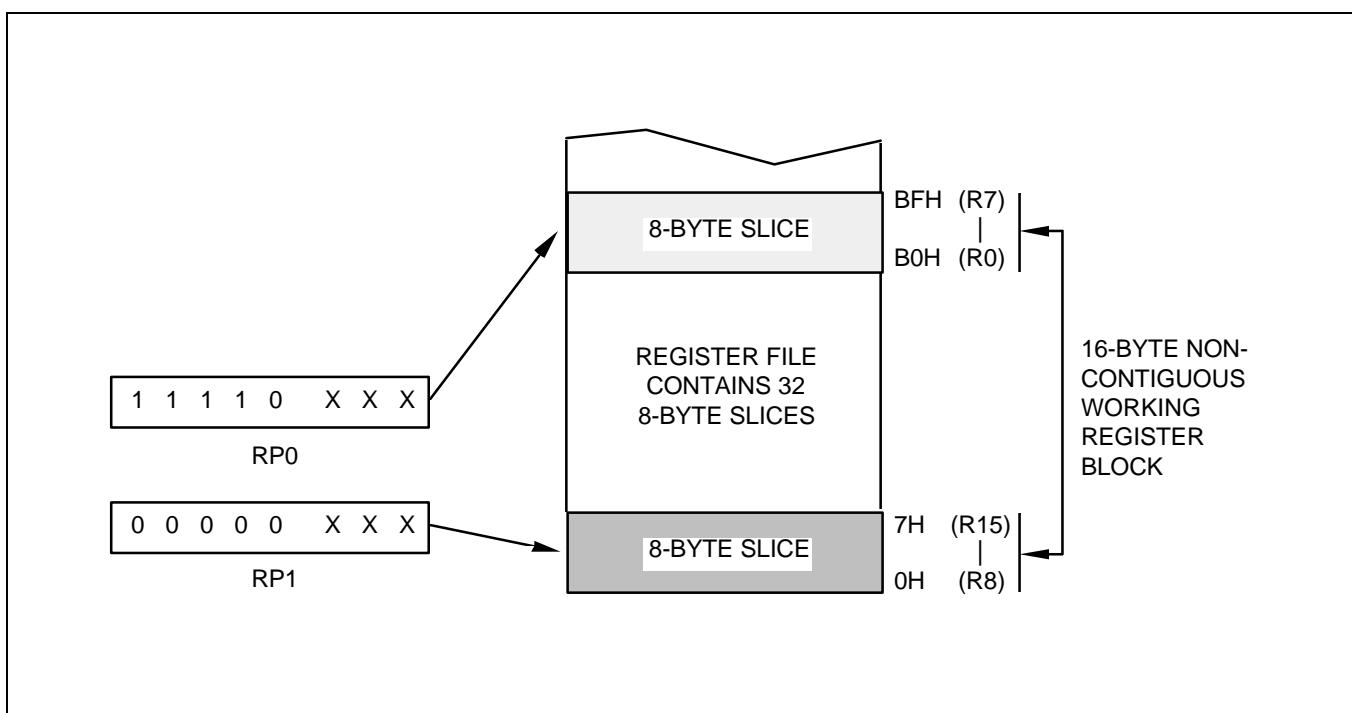 8-BYTE SLICE
BFH (R7)
|
B0H (R0)
REGISTER FILE
CONTAINS 32
8-BYTE SLICES
16-BYTE NON-
CONTIGUOUS
WORKING
REGISTER
BLOCK
1 1 1 1 0 X X X
RP0
0 0 0 0 0 X X X
RP1
8-BYTE SLICE
7H (R15)
|
0H (R8)